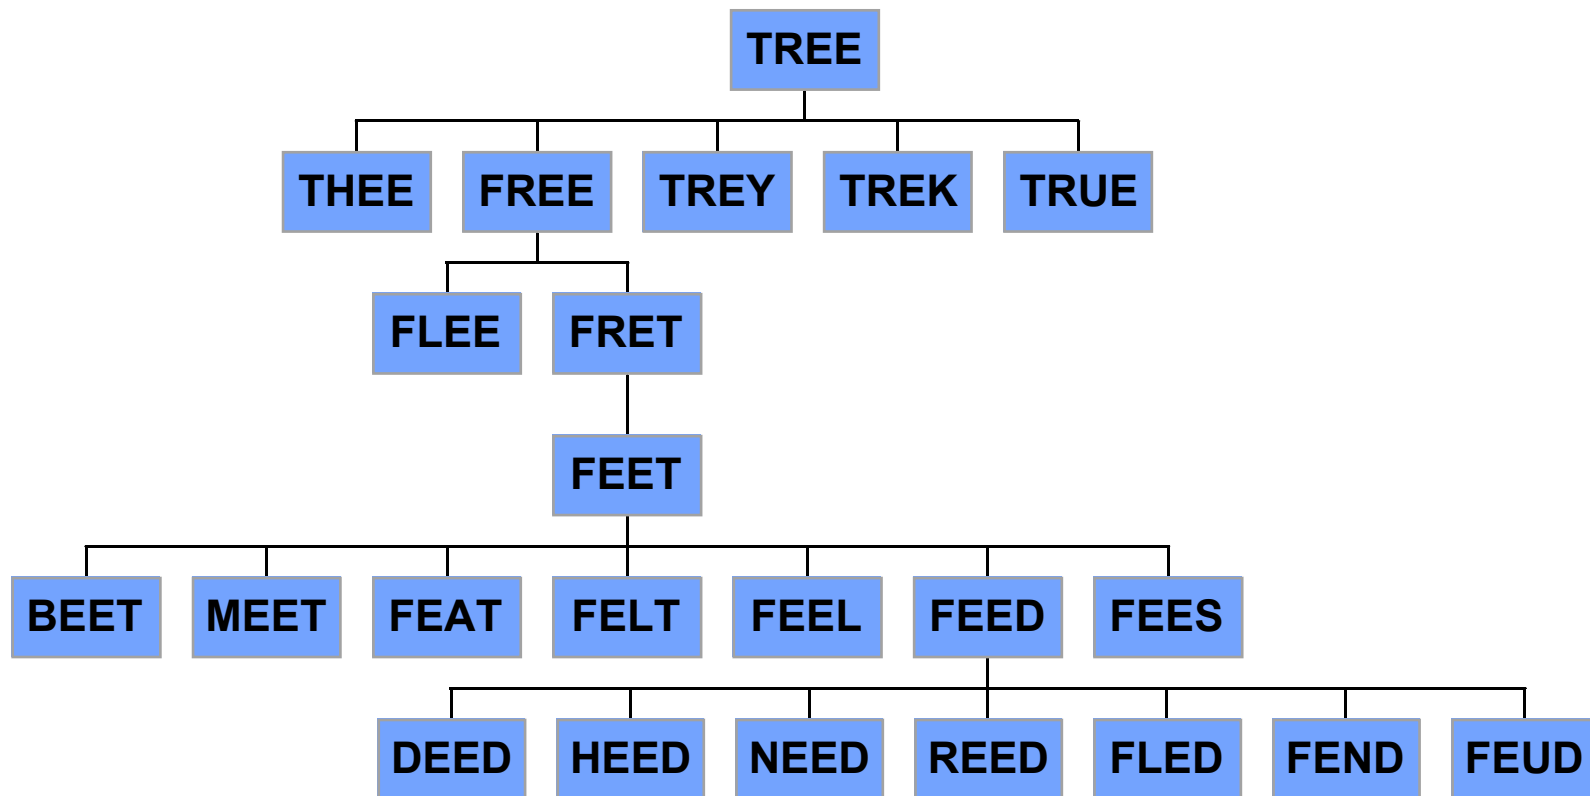 TREE
THEE FREE TREY TREK TRUE
FLEE FRET
FEET
BEET MEET FEAT FELT FEEL FEED FEES
DEED HEED NEED REED FLED FEND FEUD